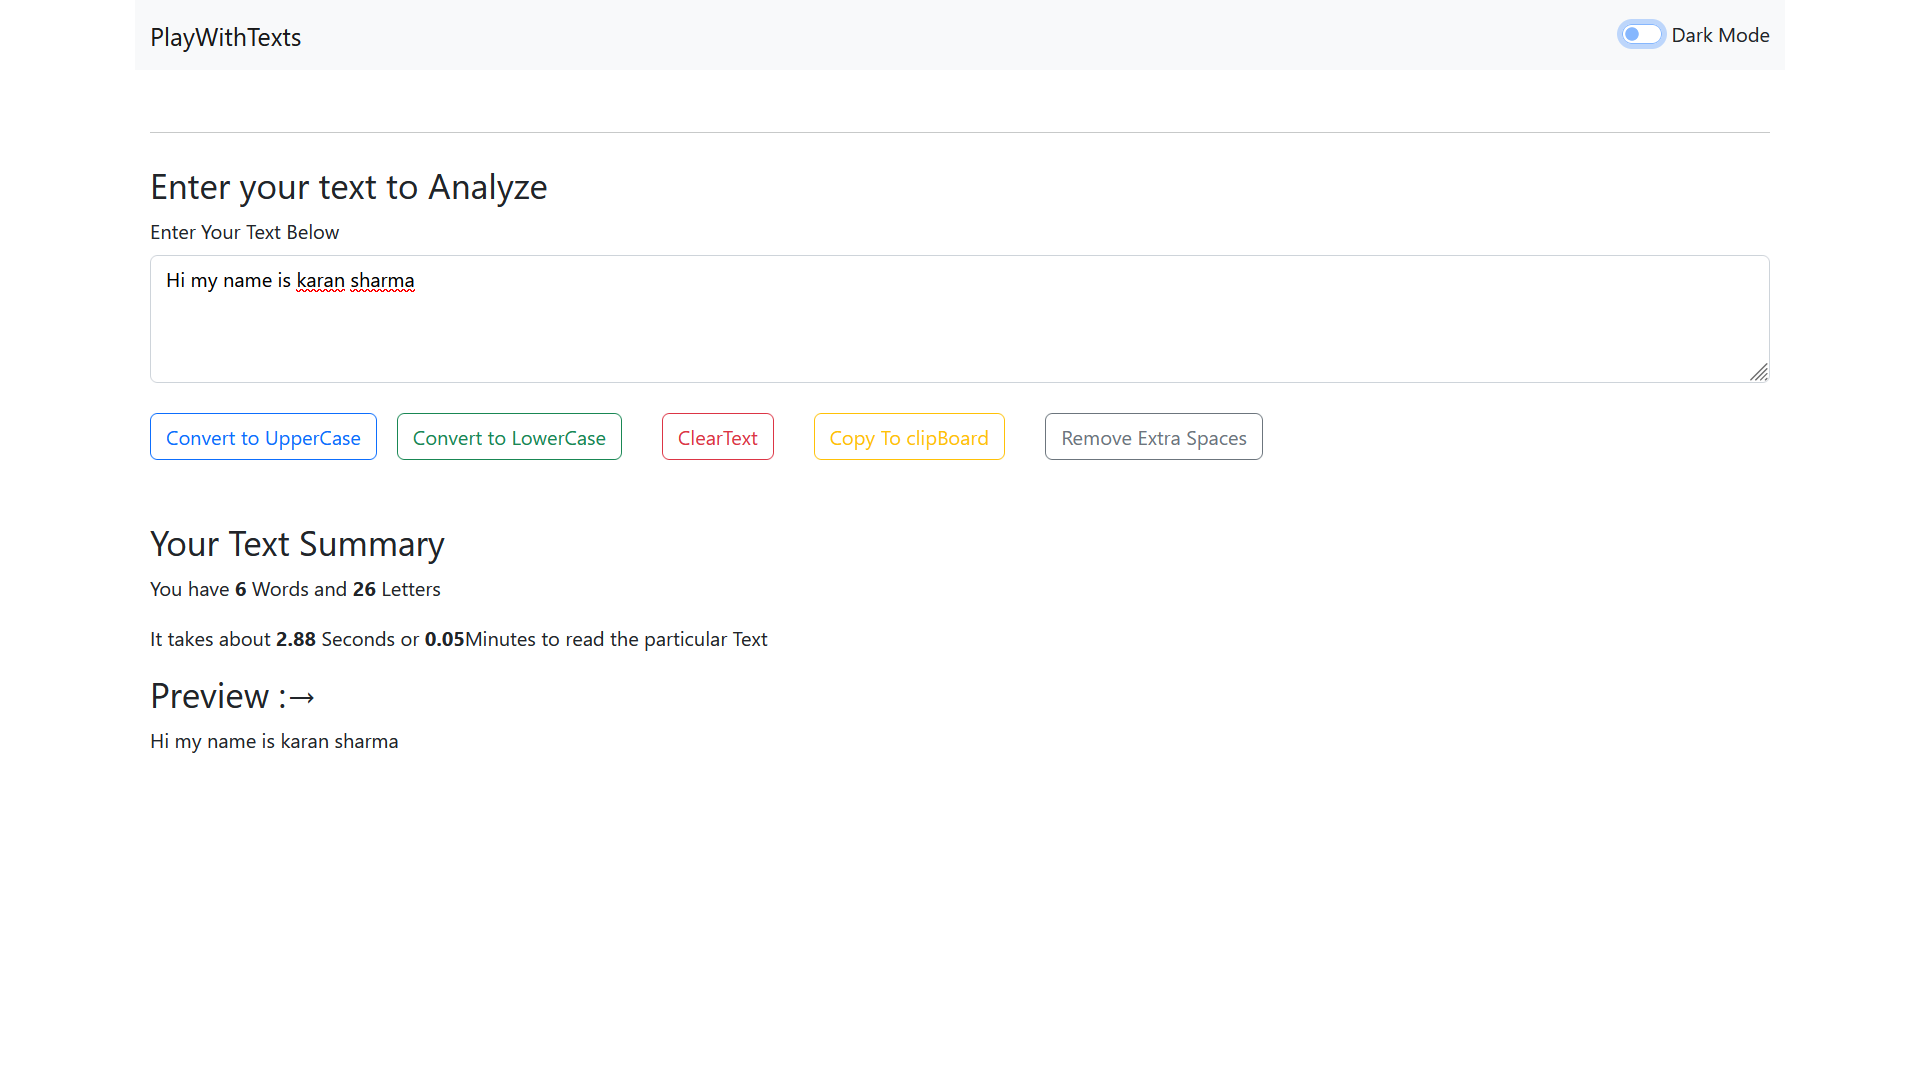 PlayWithTexts
Dark Mode
Enter your text to Analyze
Enter Your Text Below
Hi my name is karan sharma
Convert to UpperCase
Convert to LowerCase
ClearText
Copy To clipBoard
Remove Extra Spaces
Your Text Summary
You have 6 Words and 26 Letters
It takes about 2.88 Seconds or 0.05Minutes to read the particular Text
Preview :→
Hi my name is karan sharma